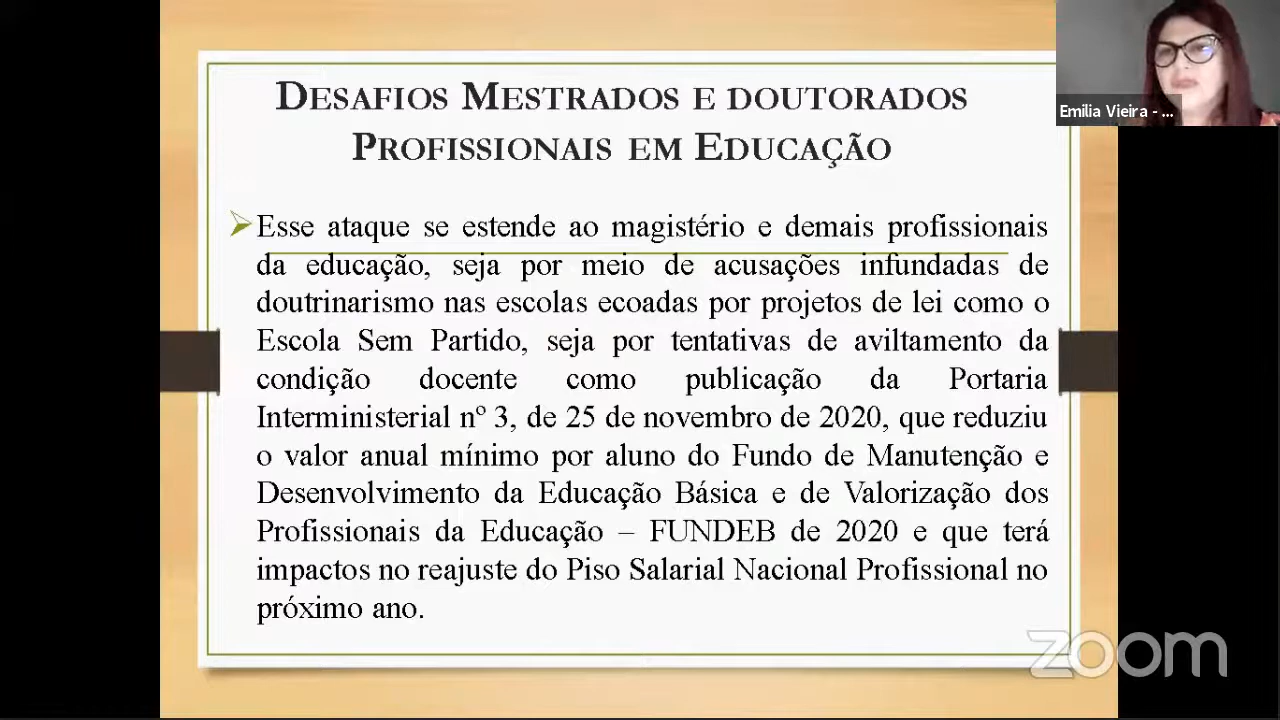 DESAFIOS MESTRADOS E DOUTORADOS
PROFISSIONAIS EM EDUCAÇÃO
Emilia Vieira - ...
Esse ataque se estende ao magistério e demais profissionais
da educação, seja por meio de acusações infundadas de
doutrinarismo nas escolas ecoadas por projetos de lei como o
Escola Sem Partido, seja por tentativas de aviltamento da
condição docente como publicação da Portaria
Interministerial nº 3, de 25 de novembro de 2020, que reduziu
o valor anual mínimo por aluno do Fundo de Manutenção e
Desenvolvimento da Educação Básica e de Valorização dos
Profissionais da Educação – FUNDEB de 2020 e que terá
impactos no reajuste do Piso Salarial Nacional Profissional no
próximo ano.
zoom